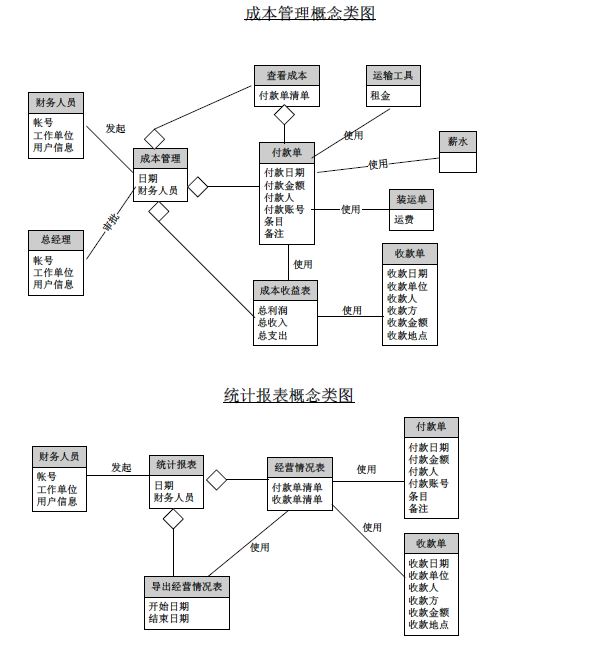 成本管理概念类图
查看成本
付款单清单
运输工具
租金
财务人员
帐号
工作单位
用户信息
发起
使用
薪水
付款单
付款日期
付款金额
付款人
付款账号
条目
备注
使用
成本管理
日期
财务人员
装运单
运费
使用
审批
总经理
帐号
工作单位
用户信息
收款单
收款日期
收款单位
收款人
收款方
收款金额
收款地点
使用
成本收益表
总利润
总收入
总支出
使用
统计报表概念类图
付款单
付款日期
付款金额
付款人
付款账号
条目
备注
财务人员
帐号
工作单位
用户信息
发起
统计报表
日期
财务人员
经营情况表
付款单清单
收款单清单
使用
使用
使用
收款单
收款日期
收款单位
收款人
收款方
收款金额
收款地点
导出经营情况表
开始日期
结束日期